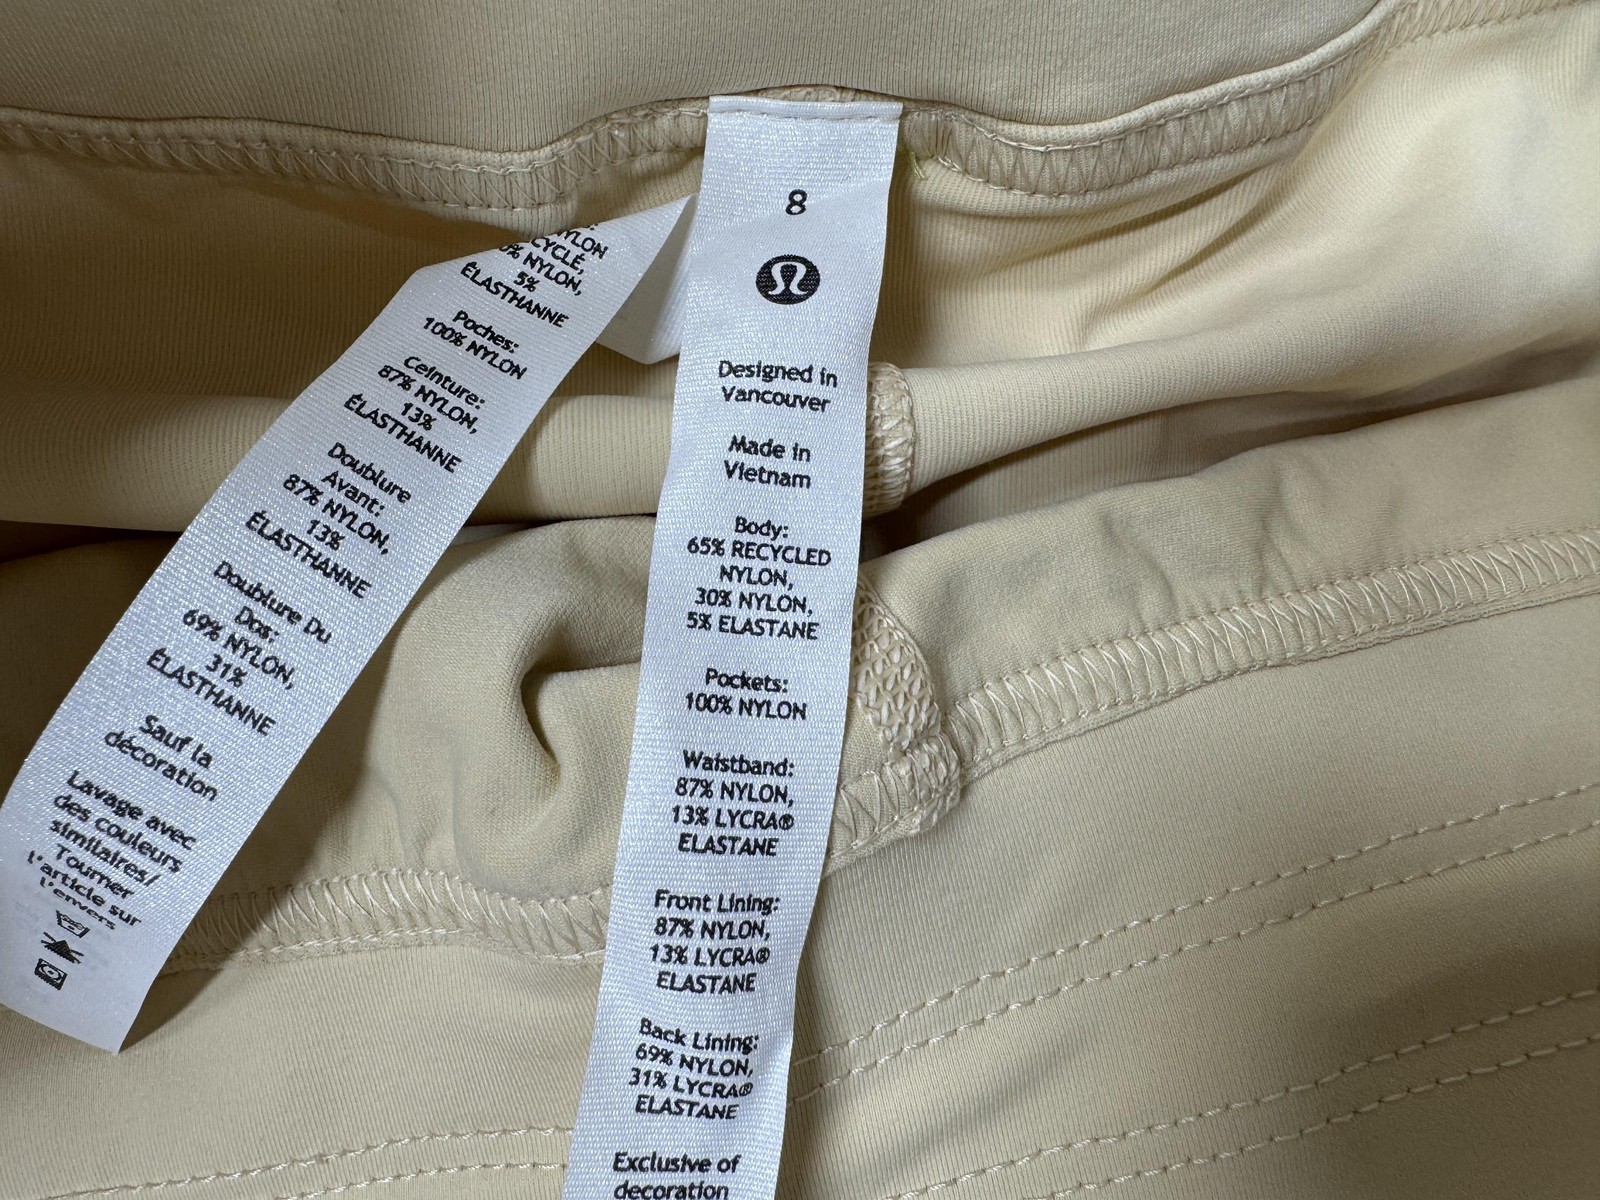 8
Designed in
Vancouver
Made in
Vietnam
Body:
65% RECYCLED
NYLON,
30% NYLON,
5% ELASTANE
Pockets:
100% NYLON
Waistband:
87% NYLON,
13% LYCRA®
ELASTANE
Front Lining:
87% NYLON,
13% LYCRA®
ELASTANE
Back Lining:
69% NYLON,
31% LYCRA®
ELASTANE
Exclusive of
decoration
NYLON,
5%
ÉLASTHANNE
Poches:
100% NYLON
Ceinture:
87% NYLON,
13%
ÉLASTHANNE
Doublure
Avant:
87% NYLON,
13%
ÉLASTHANNE
Doublure Du
Dos:
69% NYLON,
31%
ÉLASTHANNE
Sauf la
décoration
Lavage avec
des couleurs
similaires/
Tourner
l'article sur
l'envers